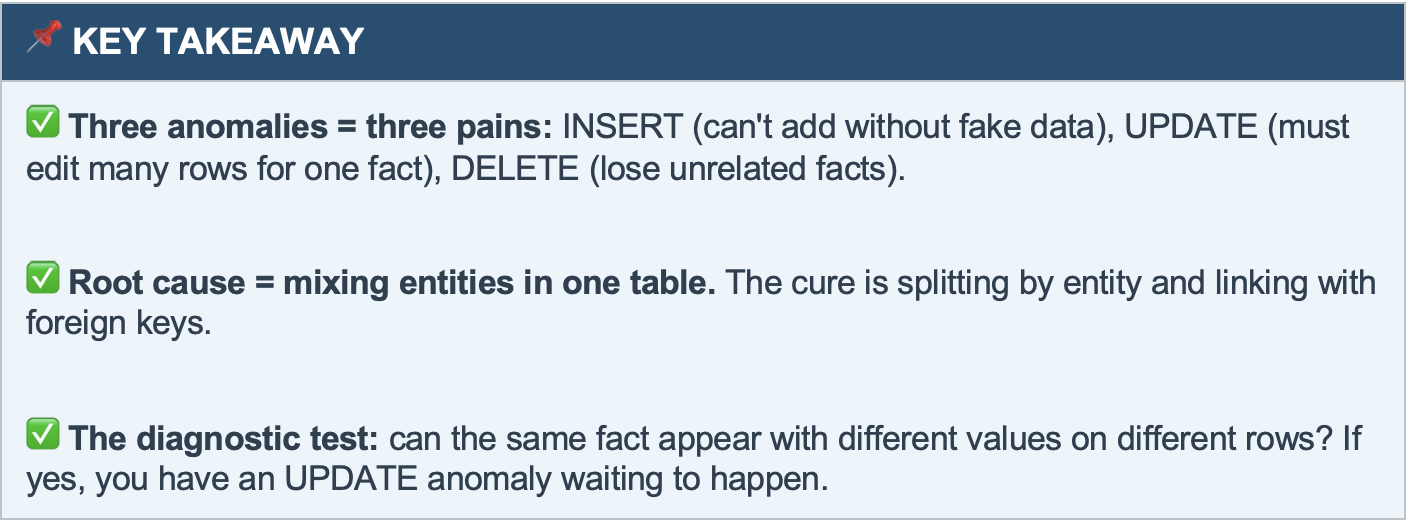 📌 KEY TAKEAWAY
✅ Three anomalies = three pains: INSERT (can't add without fake data), UPDATE (must
edit many rows for one fact), DELETE (lose unrelated facts).
✅ Root cause = mixing entities in one table. The cure is splitting by entity and linking with
foreign keys.
✅ The diagnostic test: can the same fact appear with different values on different rows? If
yes, you have an UPDATE anomaly waiting to happen.